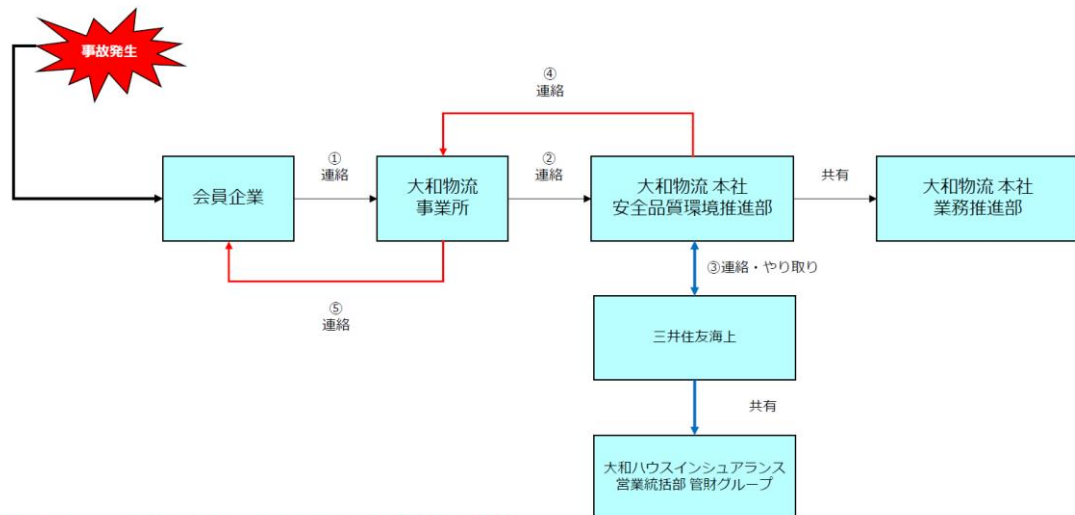 事故発生
④
連絡
①
連絡
②
連絡
共有
会員企業
大和物流
事業所
大和物流 本社
安全品質環境推進部
大和物流 本社
業務推進部
③連絡・やり取り
⑤
連絡
三井住友海上
共有
大和ハウスインシュアランス
営業統括部 管財グループ